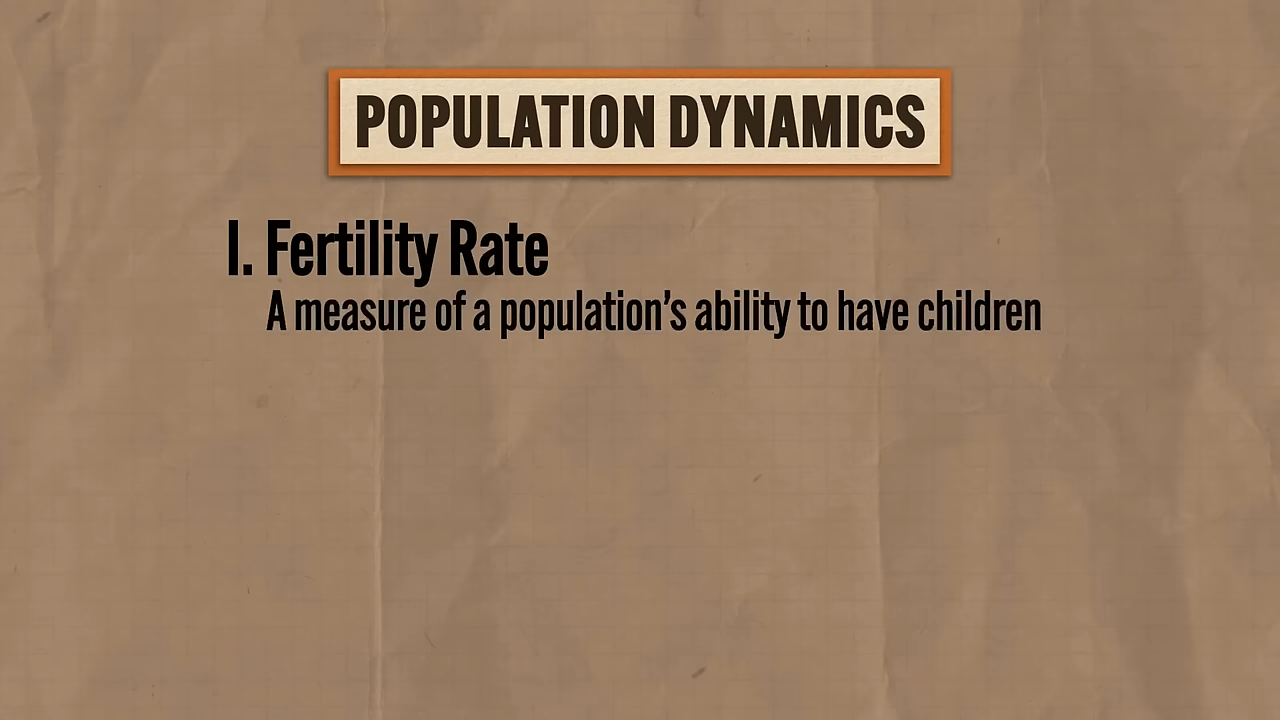 POPULATION DYNAMICS
I. Fertility Rate
A measure of a population’s ability to have children